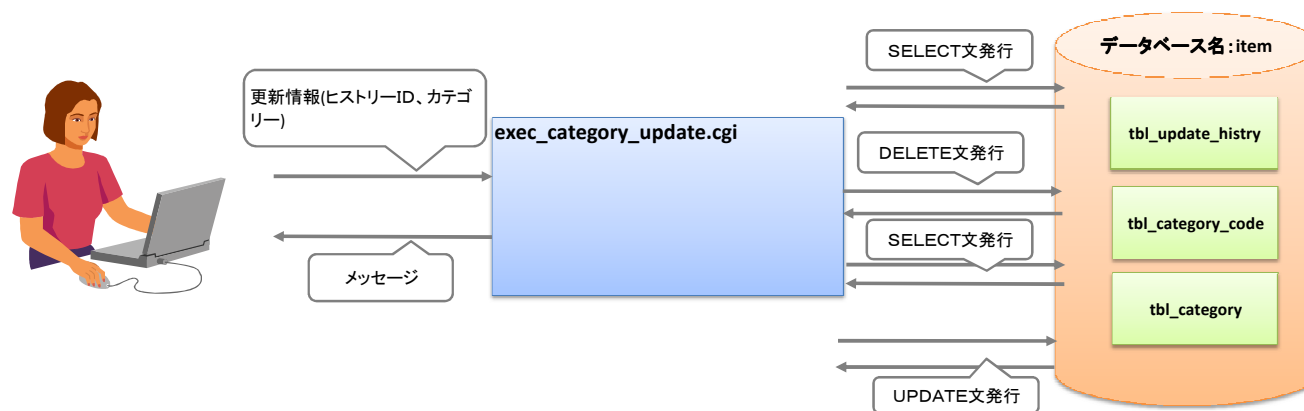 更新情報(ヒストリーID、カテゴ
リー)
メッセージ
exec_category_update.cgi
SELECT文発行
DELETE文発行
SELECT文発行
UPDATE文発行
データベース名：item
tbl_update_histry
tbl_category_code
tbl_category